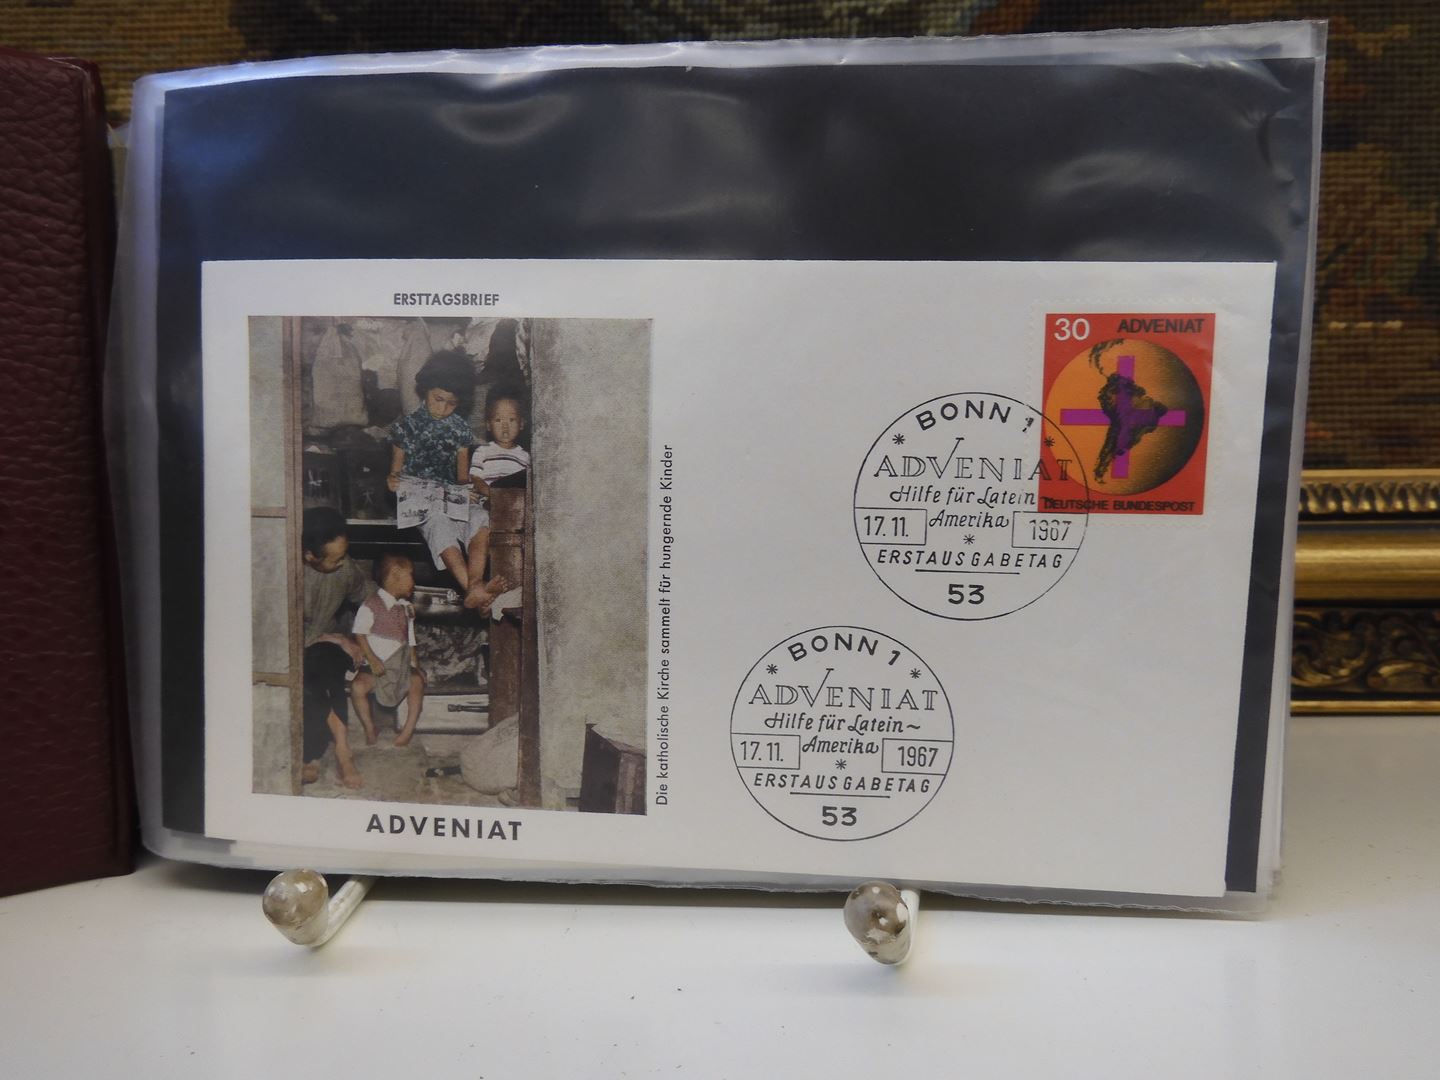 ERSTTAGSBRIEF
Die katholische Kirche sammelt für hungernde Kinder
ADVENIAT
30 ADVENIAT
DEUTSCHE BUNDESPOST
BONN 1
ADVENIAT
Hilfe für Latein~
17.11. Amerika 1967
ERSTAUSGABETAG
53
BONN 1
ADVENIAT
Hilfe für Latein~
17.11. Amerika 1967
ERSTAUSGABETAG
53